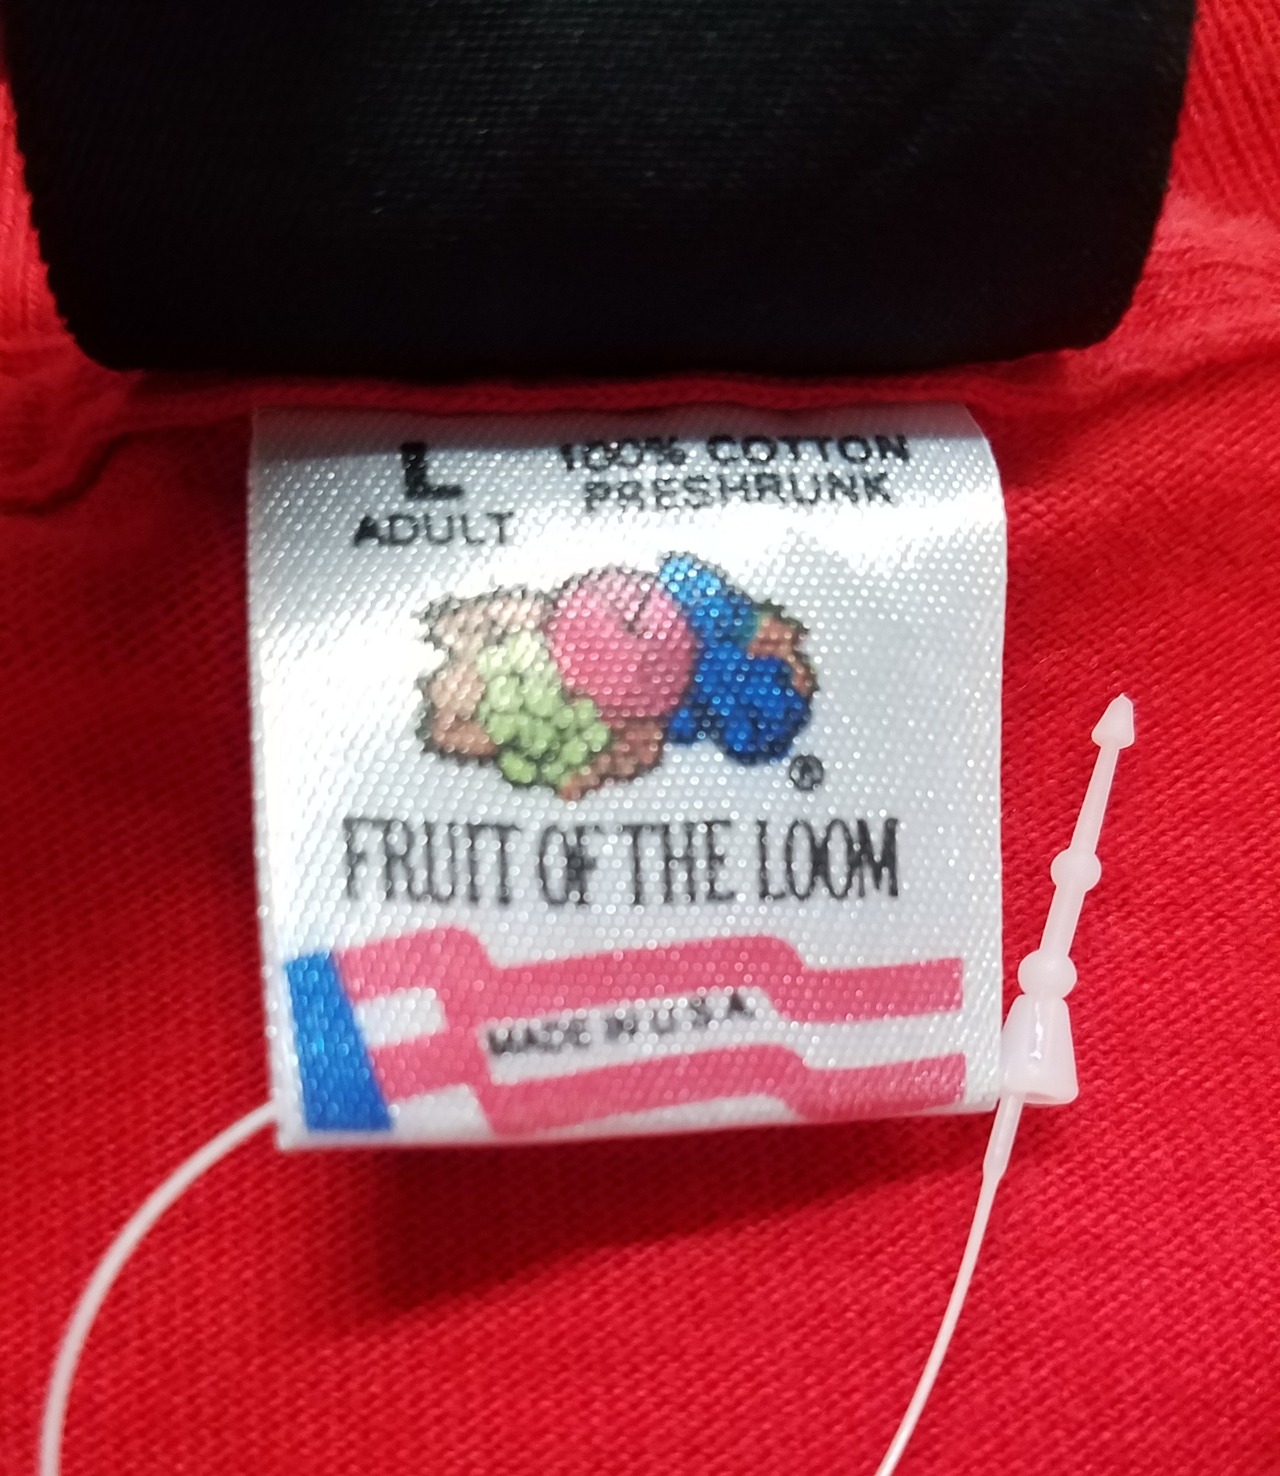 L
ADULT
100% COTTON
PRESHRUNK
®
FRUIT OF THE LOOM
MADE IN U.S.A.